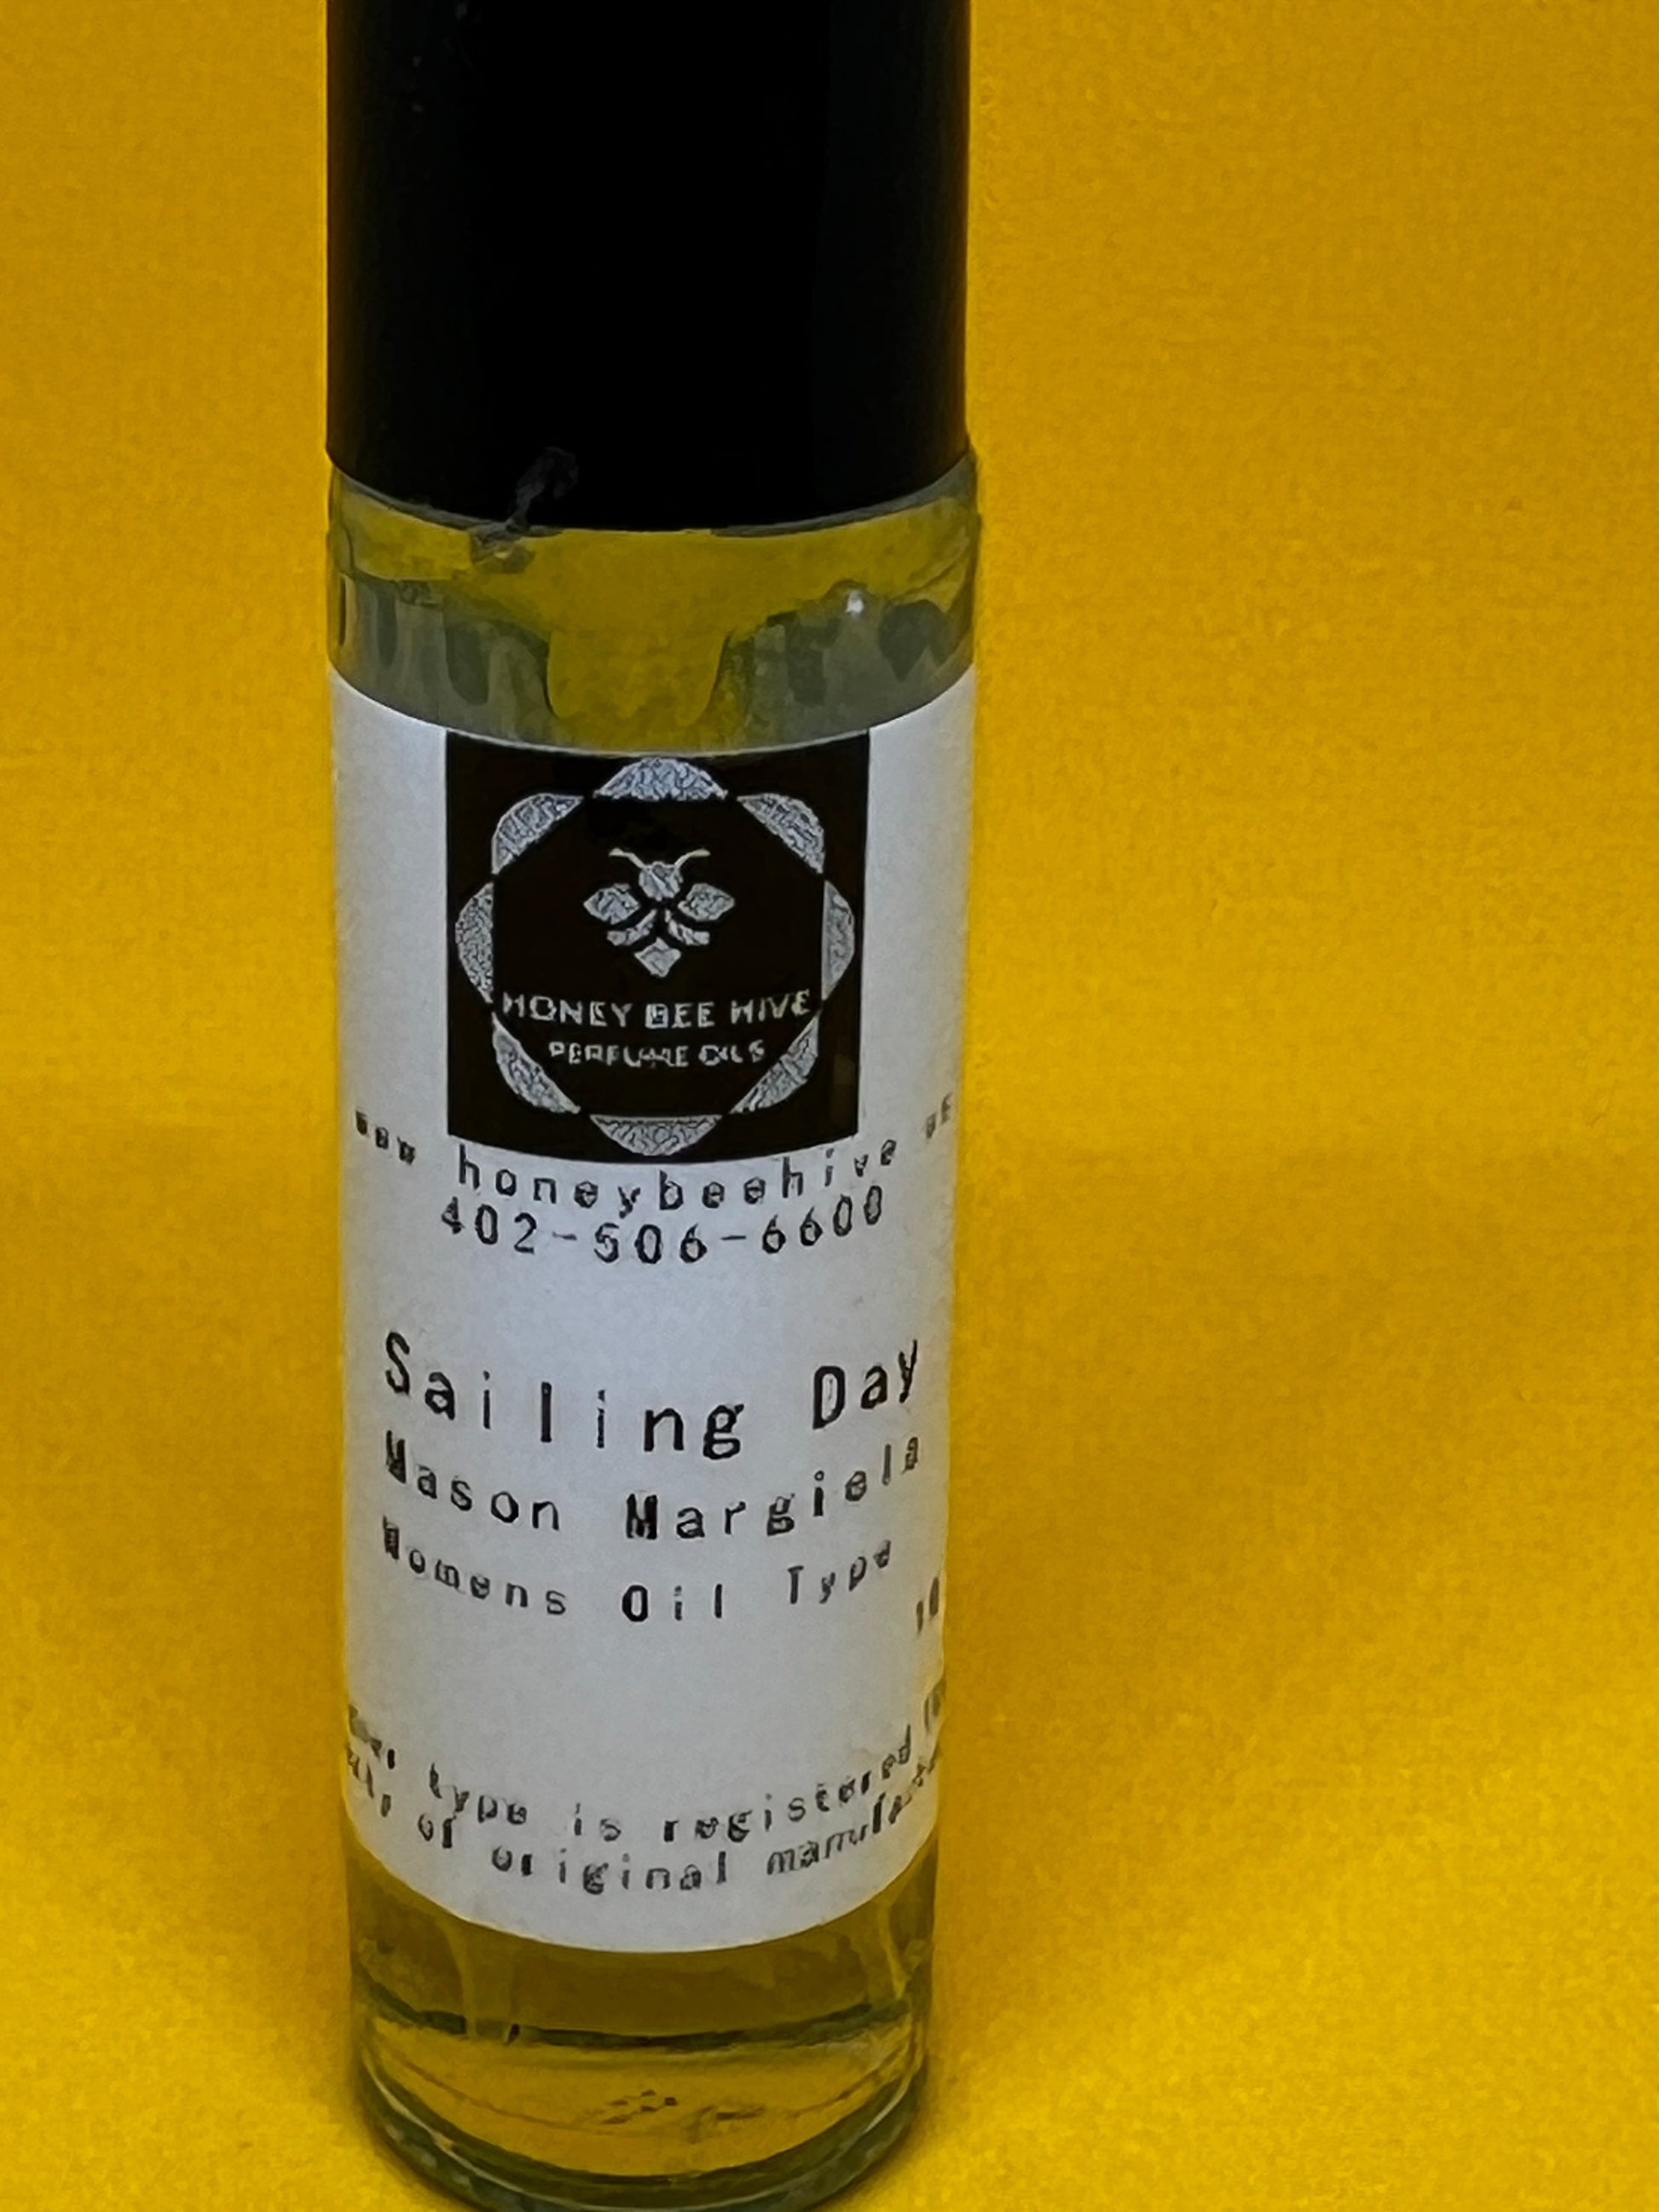 HONEY BEE HIVE
PERFUME OILS
www honeybeehive
402-506-6600
Sailing Day
Mason Margiela
Womens Oil Type
type is registered
of original